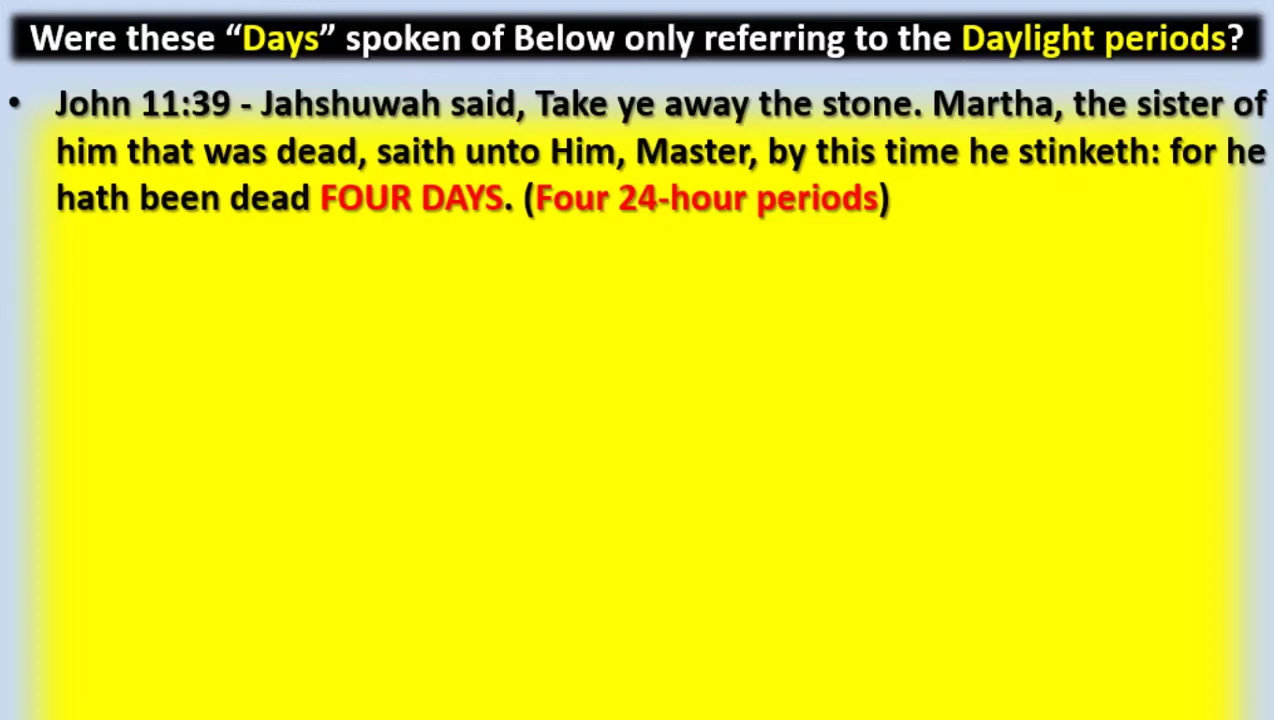 Were these “Days” spoken of Below only referring to the Daylight periods?
• John 11:39 - Jahshuwah said, Take ye away the stone. Martha, the sister of
him that was dead, saith unto Him, Master, by this time he stinketh: for he
hath been dead FOUR DAYS. (Four 24-hour periods)